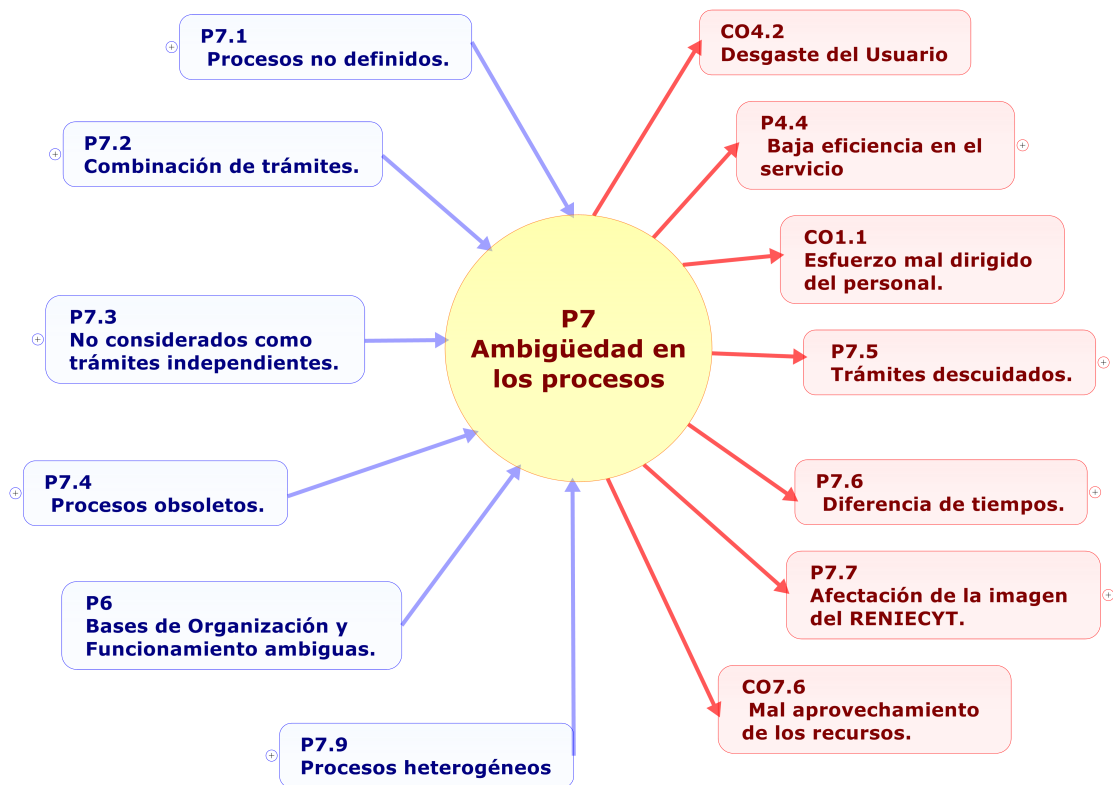 P7.1
Procesos no definidos.
P7.2
Combinación de trámites.
P7.3
No considerados como
trámites independientes.
P7.4
Procesos obsoletos.
P6
Bases de Organización y
Funcionamiento ambiguas.
P7.9
Procesos heterogéneos
P7
Ambigüedad en
los procesos
CO4.2
Desgaste del Usuario
P4.4
Baja eficiencia en el
servicio
CO1.1
Esfuerzo mal dirigido
del personal.
P7.5
Trámites descuidados.
P7.6
Diferencia de tiempos.
P7.7
Afectación de la imagen
del RENIECYT.
CO7.6
Mal aprovechamiento
de los recursos.